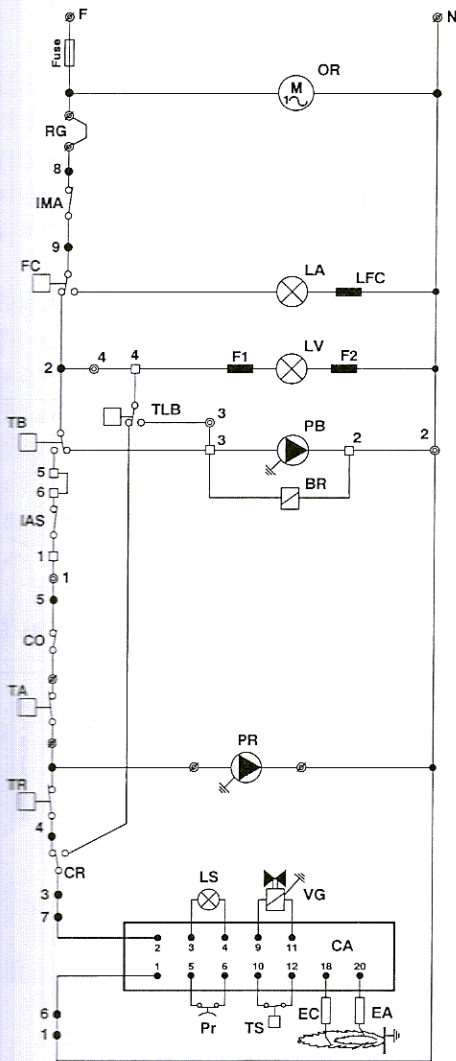 F N
Fuse
OR
M
1
RG
8
IMA
9
FC LA LFC
2 4 4 F1 LV F2
TLB 3
TB 3 PB 2 2
5 BR
6
IAS
1
1
5
CO
TA
PR
TR
4
CR
3 LS VG
7
2 3 4 9 11 CA
1 5 6 10 12 18 20
6 Pr TS EC EA
1